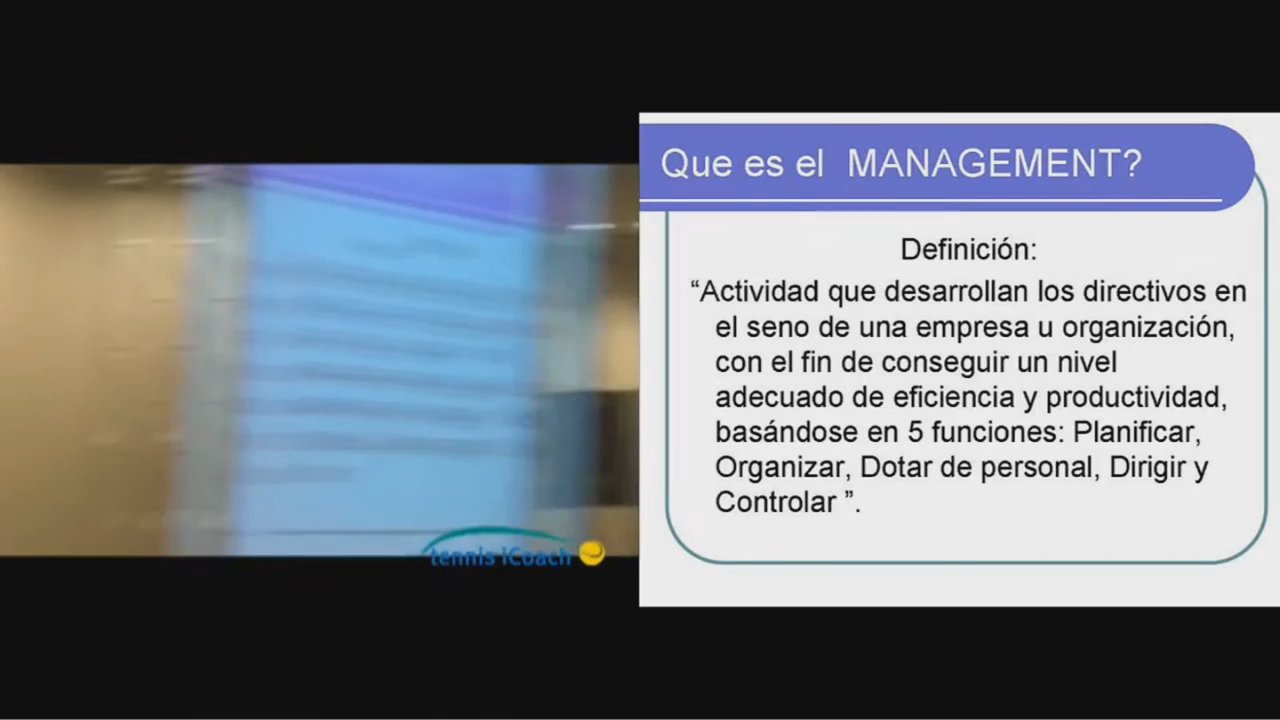 Que es el  MANAGEMENT?
Definición:
“Actividad que desarrollan los directivos en
el seno de una empresa u organización,
con el fin de conseguir un nivel
adecuado de eficiencia y productividad,
basándose en 5 funciones: Planificar,
Organizar, Dotar de personal, Dirigir y
Controlar ”.
tennis iCoach